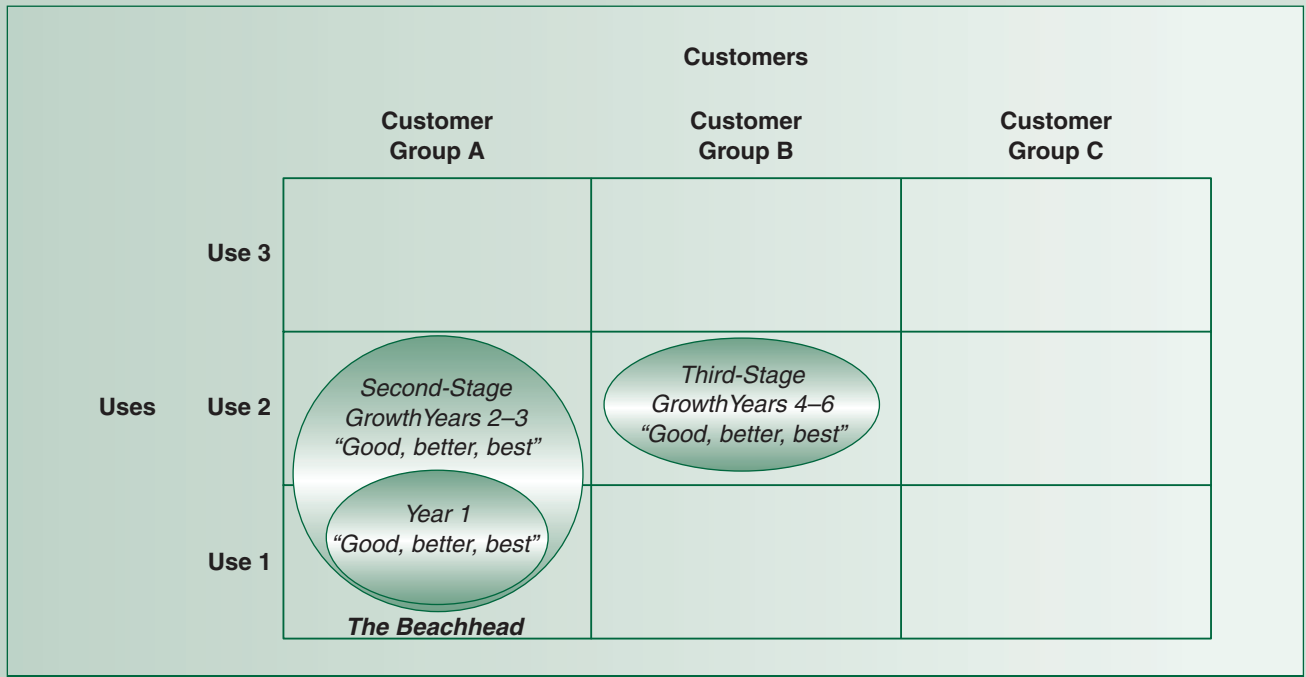 Customers
Customer
Group A
Customer
Group B
Customer
Group C
Use 3
Uses
Use 2
Second-Stage
GrowthYears 2–3
“Good, better, best”
Third-Stage
GrowthYears 4–6
“Good, better, best”
Use 1
Year 1
“Good, better, best”
The Beachhead